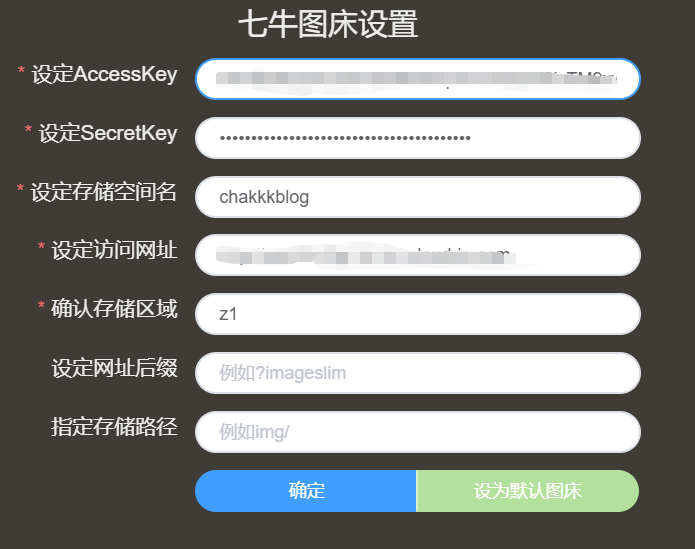 七牛图床设置
* 设定AccessKey
* 设定SecretKey ••••••••••••••••••••••••••••••••••••••••
* 设定存储空间名 chakkkblog
* 设定访问网址
* 确认存储区域 z1
设定网址后缀 例如?imageslim
指定存储路径 例如img/
确定 设为默认图床